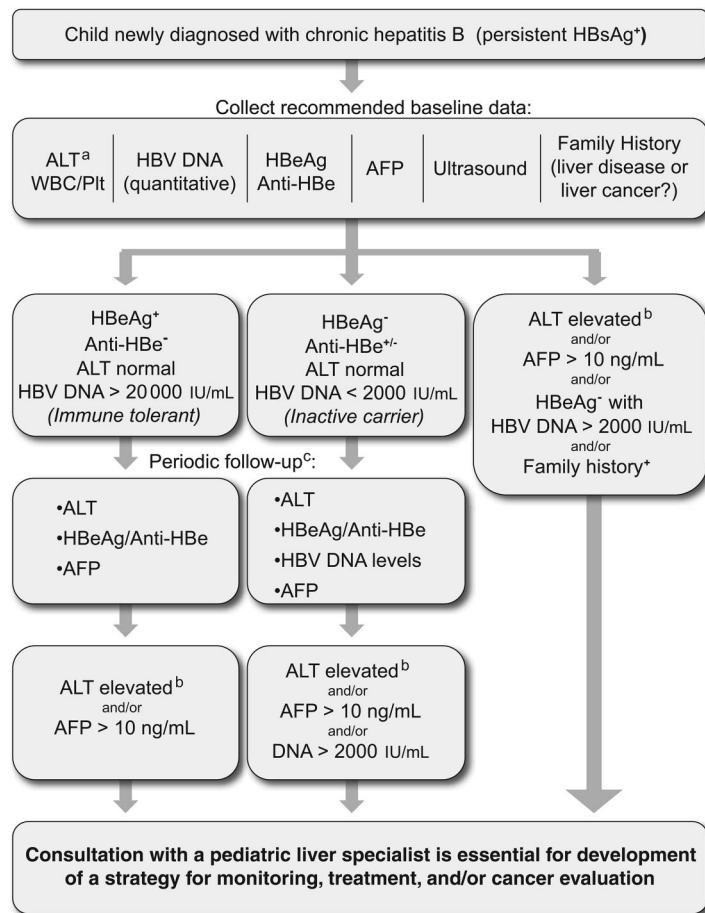 Child newly diagnosed with chronic hepatitis B (persistent HBsAg⁺)
Collect recommended baseline data:
ALTᵃ
WBC/Plt
HBV DNA
(quantitative)
HBeAg
Anti-HBe
AFP
Ultrasound
Family History
(liver disease or
liver cancer?)
HBeAg⁺
Anti-HBe⁻
ALT normal
HBV DNA > 20 000 IU/mL
(Immune tolerant)
HBeAg⁻
Anti-HBe⁺/⁻
ALT normal
HBV DNA < 2000 IU/mL
(Inactive carrier)
ALT elevatedᵇ
and/or
AFP > 10 ng/mL
and/or
HBeAg⁻ with
HBV DNA > 2000 IU/mL
and/or
Family history⁺
Periodic follow-upᶜ:
•ALT
•HBeAg/Anti-HBe
•AFP
•ALT
•HBeAg/Anti-HBe
•HBV DNA levels
•AFP
ALT elevatedᵇ
and/or
AFP > 10 ng/mL
ALT elevatedᵇ
and/or
AFP > 10 ng/mL
and/or
DNA > 2000 IU/mL
Consultation with a pediatric liver specialist is essential for development
of a strategy for monitoring, treatment, and/or cancer evaluation